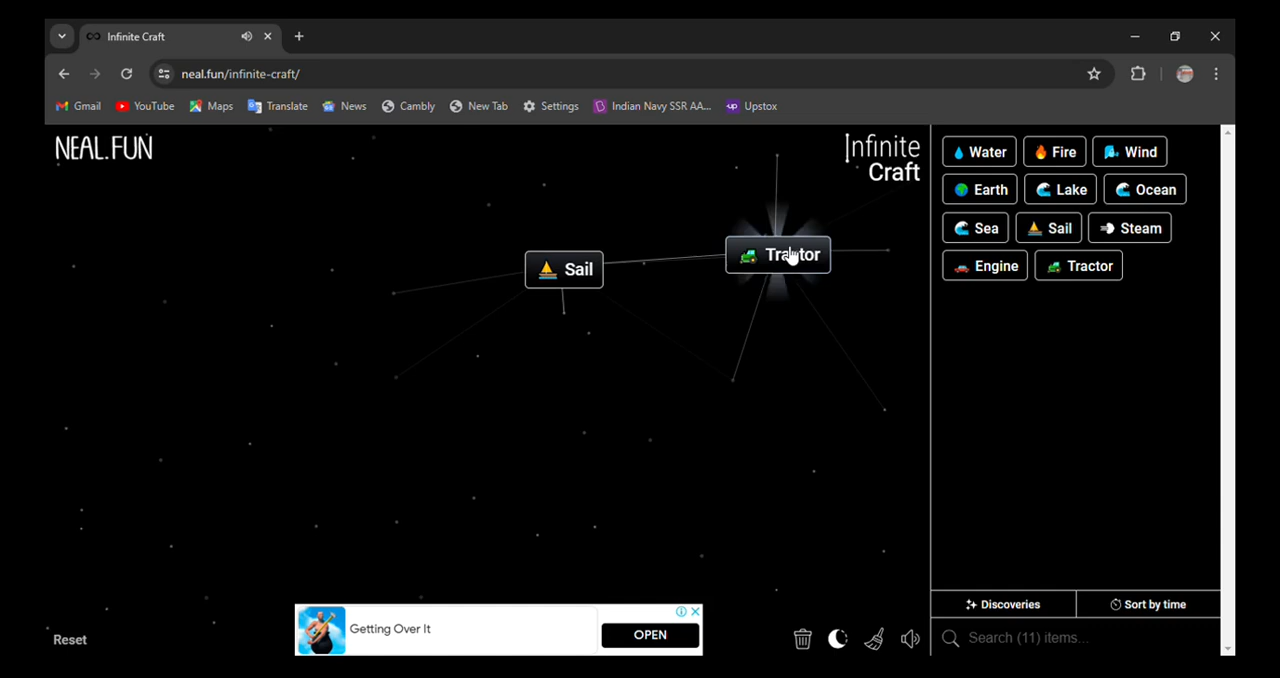 Infinite Craft
neal.fun/infinite-craft/
Gmail YouTube Maps Translate News Cambly New Tab Settings Indian Navy SSR AA... Upstox
NEAL.FUN
Infinite
Craft
Water Fire Wind
Earth Lake Ocean
Sea Sail Steam
Engine Tractor
Sail
Tractor
Discoveries Sort by time
Search (11) items...
Getting Over It
OPEN
Reset